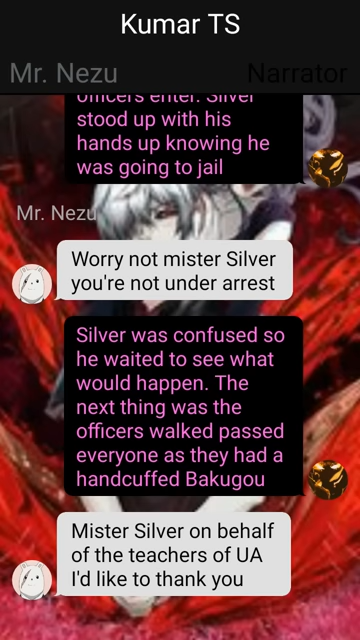 Kumar TS
Mr. Nezu
Narrator
officers enter. Silver
stood up with his
hands up knowing he
was going to jail
Mr. Nezu
Worry not mister Silver
you're not under arrest
Silver was confused so
he waited to see what
would happen. The
next thing was the
officers walked passed
everyone as they had a
handcuffed Bakugou
Mister Silver on behalf
of the teachers of UA
I'd like to thank you